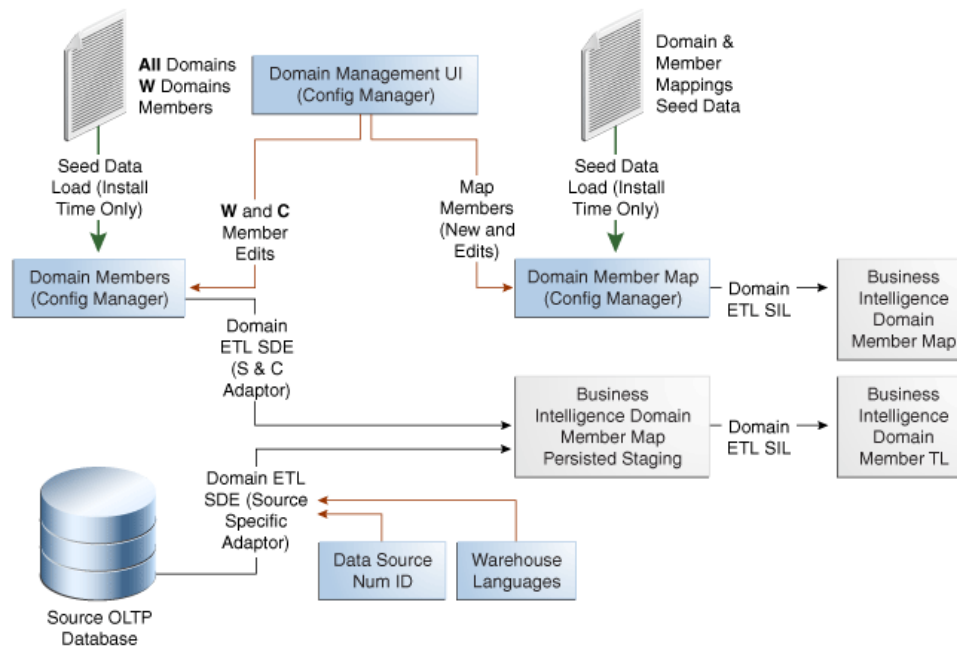 All Domains
W Domains
Members
Domain Management UI
(Config Manager)
Domain &
Member
Mappings
Seed Data
Seed Data
Load (Install
Time Only)
W and C
Member
Edits
Map
Members
(New and
Edits)
Seed Data
Load (Install
Time Only)
Domain Members
(Config Manager)
Domain Member Map
(Config Manager)
Domain
ETL SIL
Business
Intelligence
Domain
Member Map
Domain
ETL SDE
(S & C
Adaptor)
Business
Intelligence Domain
Member Map
Persisted Staging
Domain
ETL SIL
Business
Intelligence
Domain
Member TL
Domain ETL
SDE (Source
Specific
Adaptor)
Data Source
Num ID
Warehouse
Languages
Source OLTP
Database